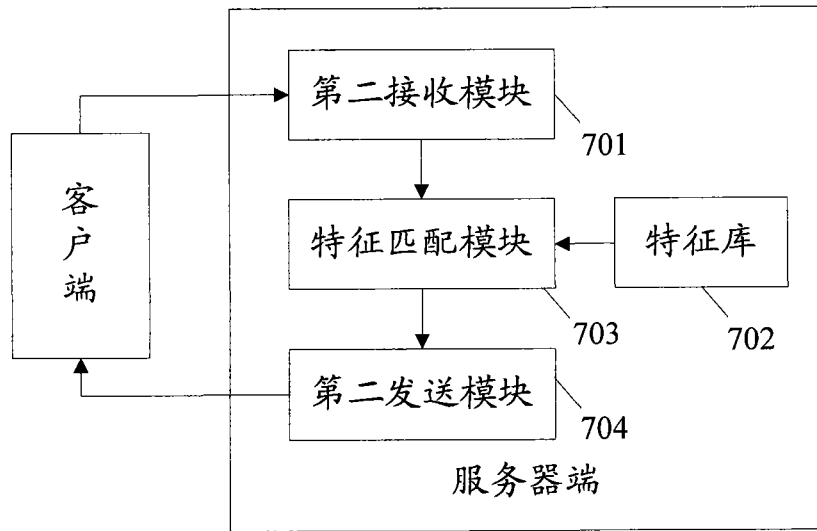 第二接收模块
701
客户端
特征匹配模块
特征库
703
702
第二发送模块
704
服务器端